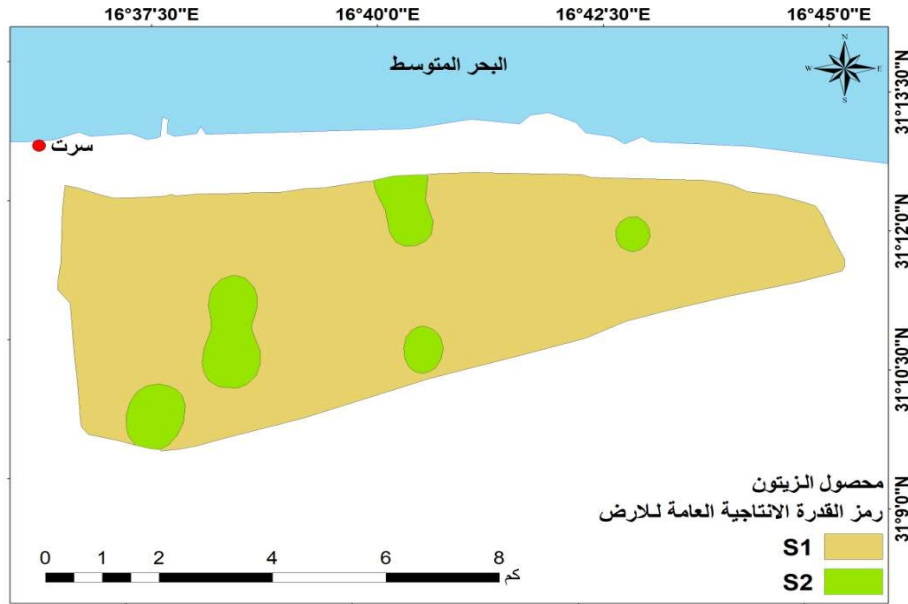 16°37'30"E 16°40'0"E 16°42'30"E 16°45'0"E
البحر المتوسط
N
W E
S
31°13'30"N
سرت
31°12'0"N
31°10'30"N
31°9'0"N
محصول الزيتون
رمز القدرة الانتاجية العامة للارض
S1
S2
0 1 2 4 6 8
كم